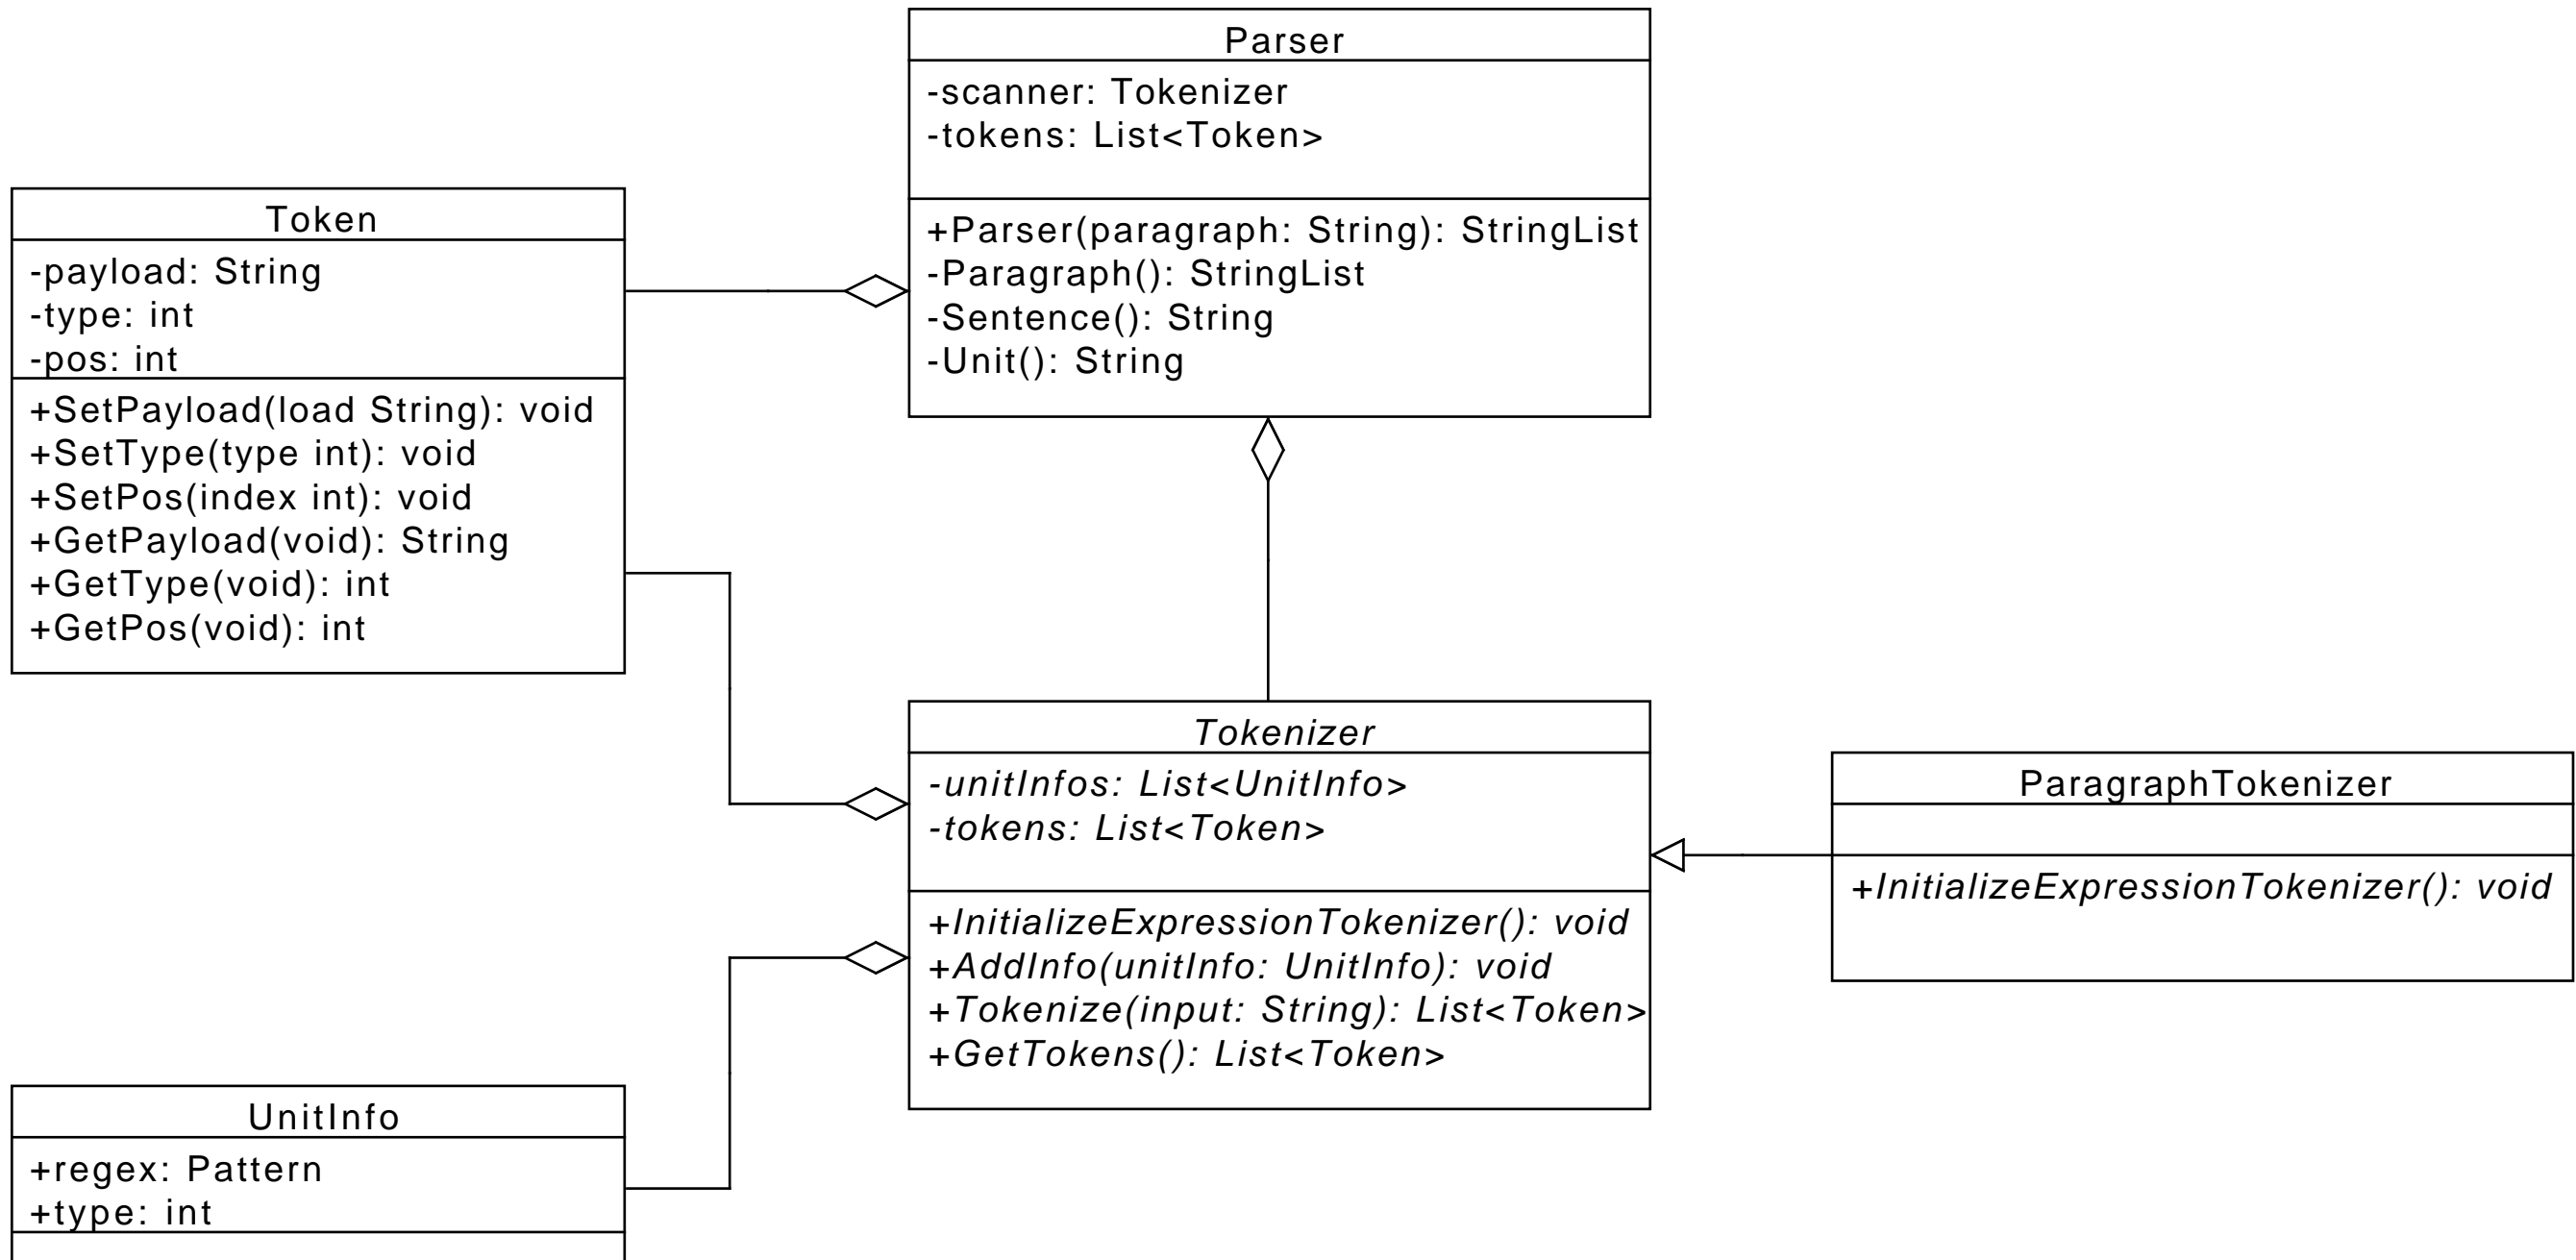 Parser
-scanner: Tokenizer
-tokens: List<Token>
+Parser(paragraph: String): StringList
-Paragraph(): StringList
-Sentence(): String
-Unit(): String
Token
-payload: String
-type: int
-pos: int
+SetPayload(load String): void
+SetType(type int): void
+SetPos(index int): void
+GetPayload(void): String
+GetType(void): int
+GetPos(void): int
Tokenizer
-unitInfos: List<UnitInfo>
-tokens: List<Token>
+InitializeExpressionTokenizer(): void
+AddInfo(unitInfo: UnitInfo): void
+Tokenize(input: String): List<Token>
+GetTokens(): List<Token>
ParagraphTokenizer
+InitializeExpressionTokenizer(): void
UnitInfo
+regex: Pattern
+type: int